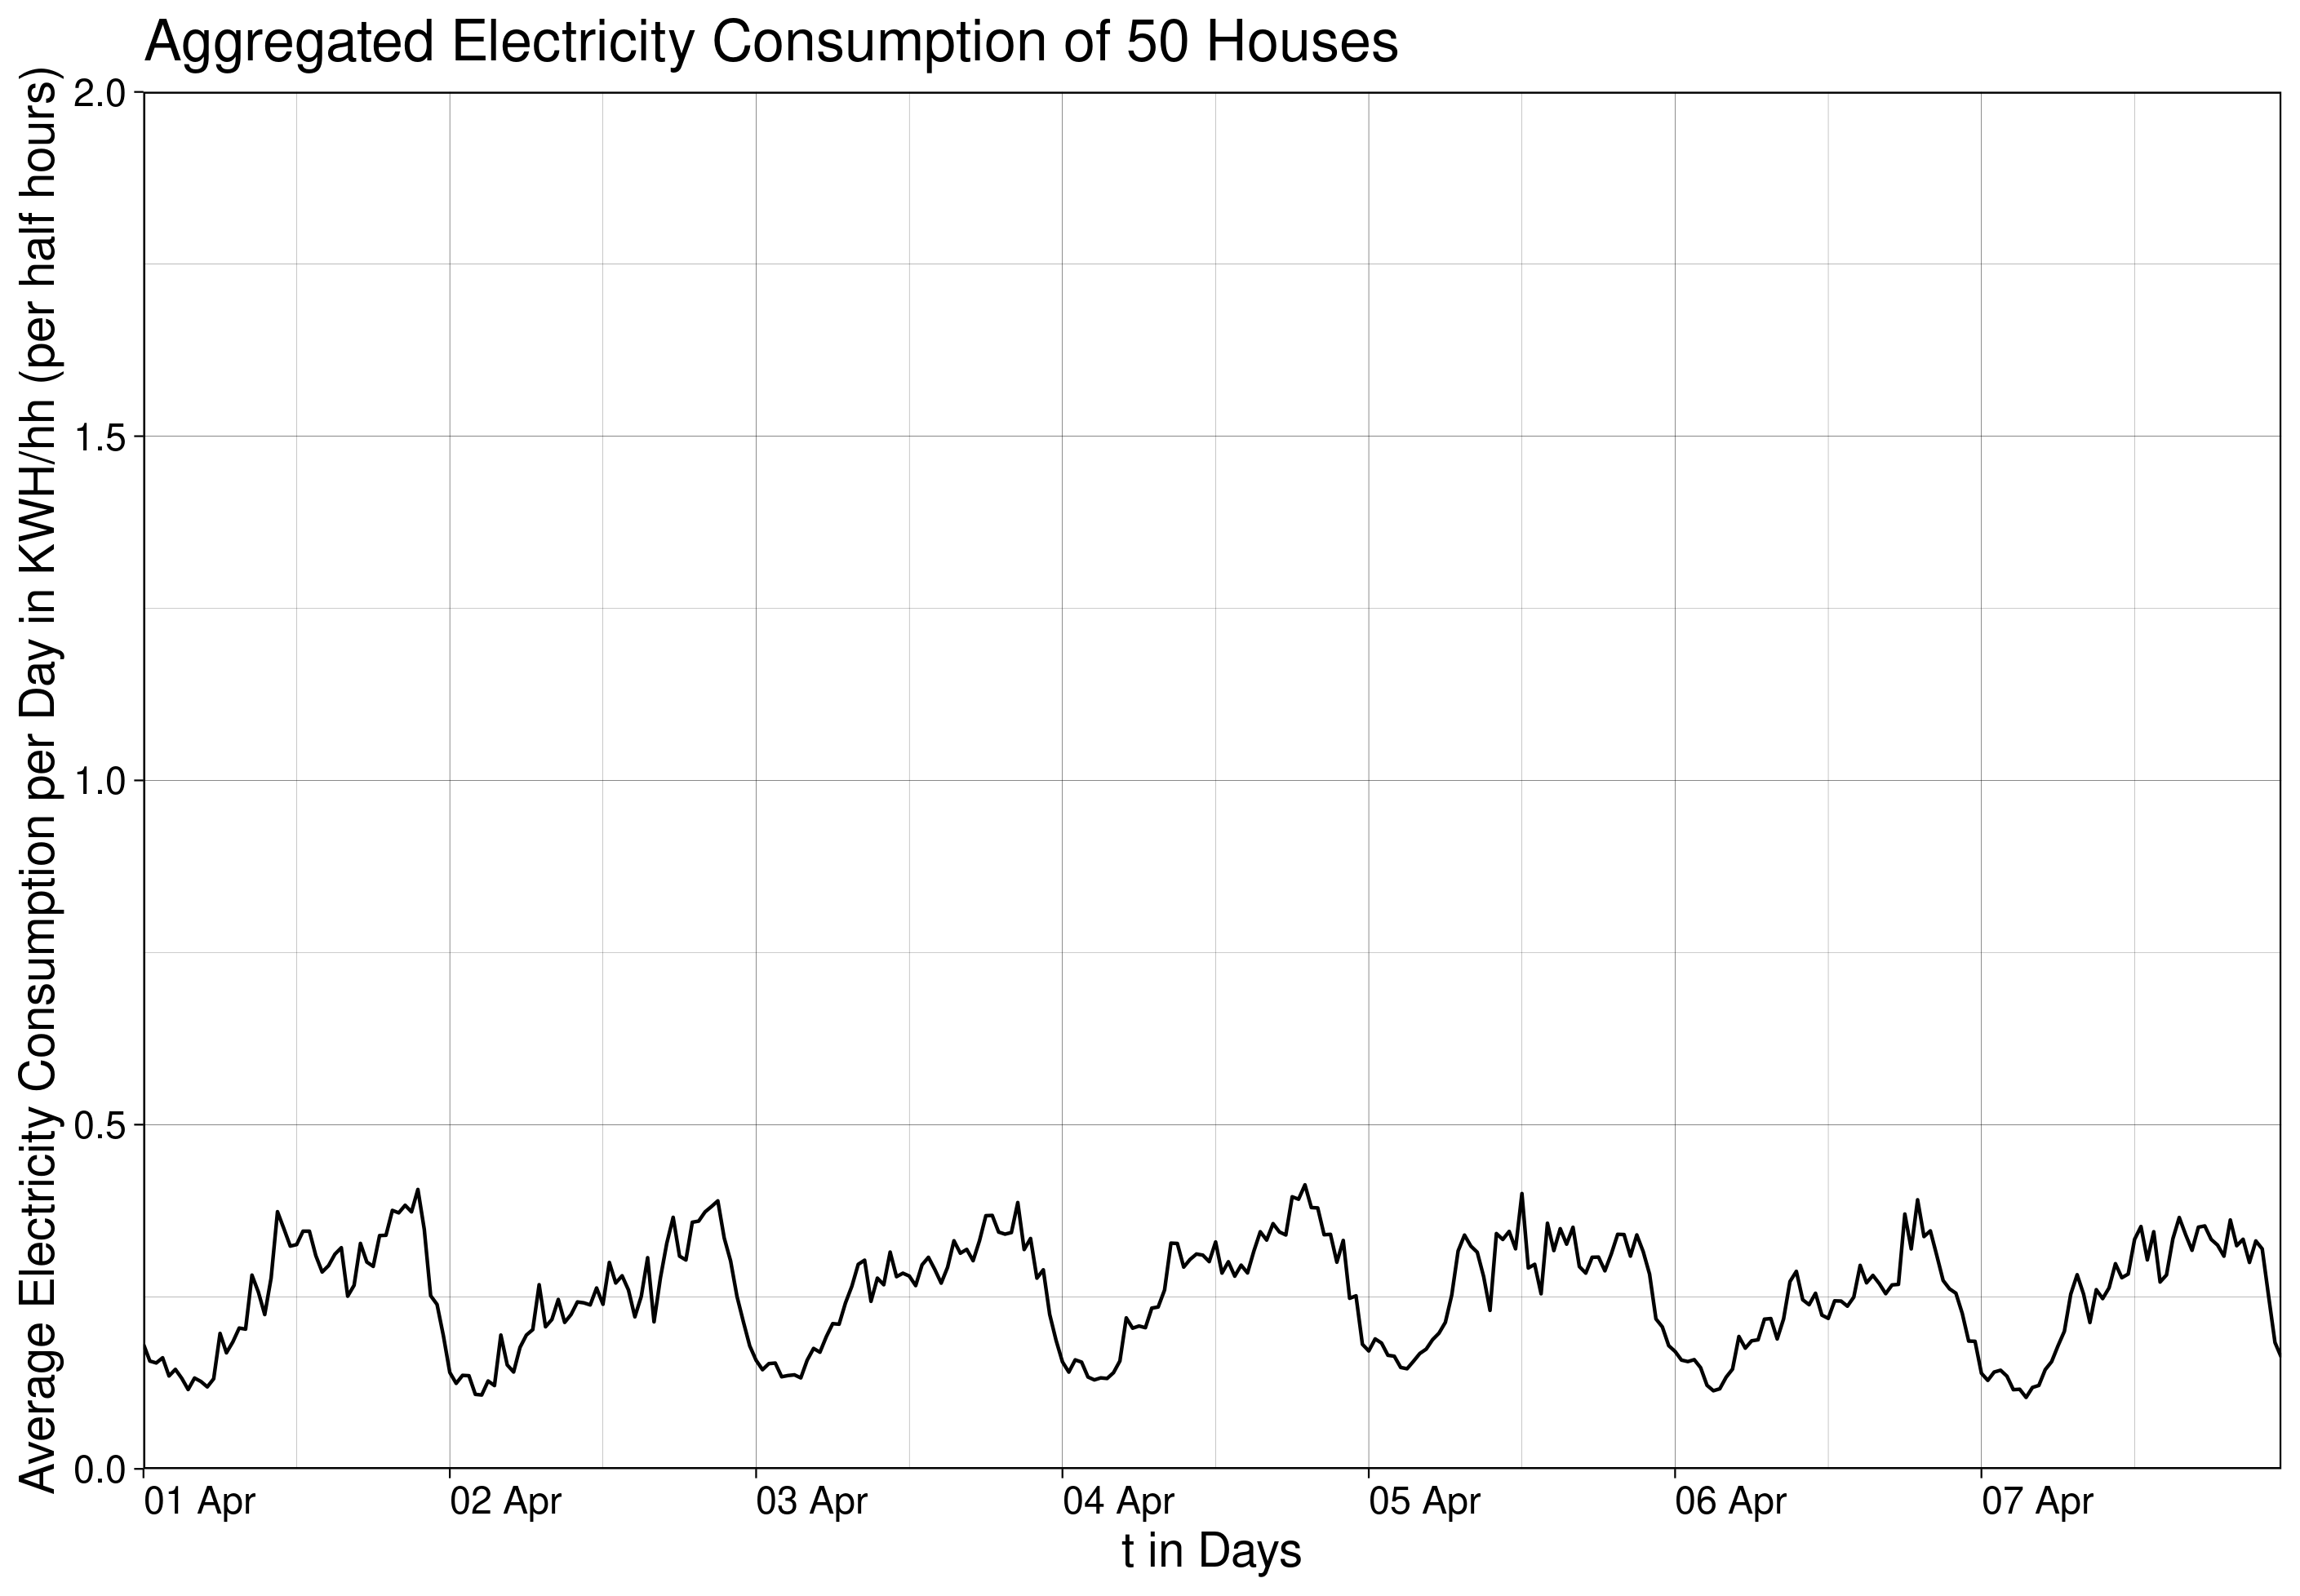 Aggregated Electricity Consumption of 50 Houses
Average Electricity Consumption per Day in KWH/hh (per half hours)
2.0
1.5
1.0
0.5
0.0
01 Apr
02 Apr
03 Apr
04 Apr
05 Apr
06 Apr
07 Apr
t in Days